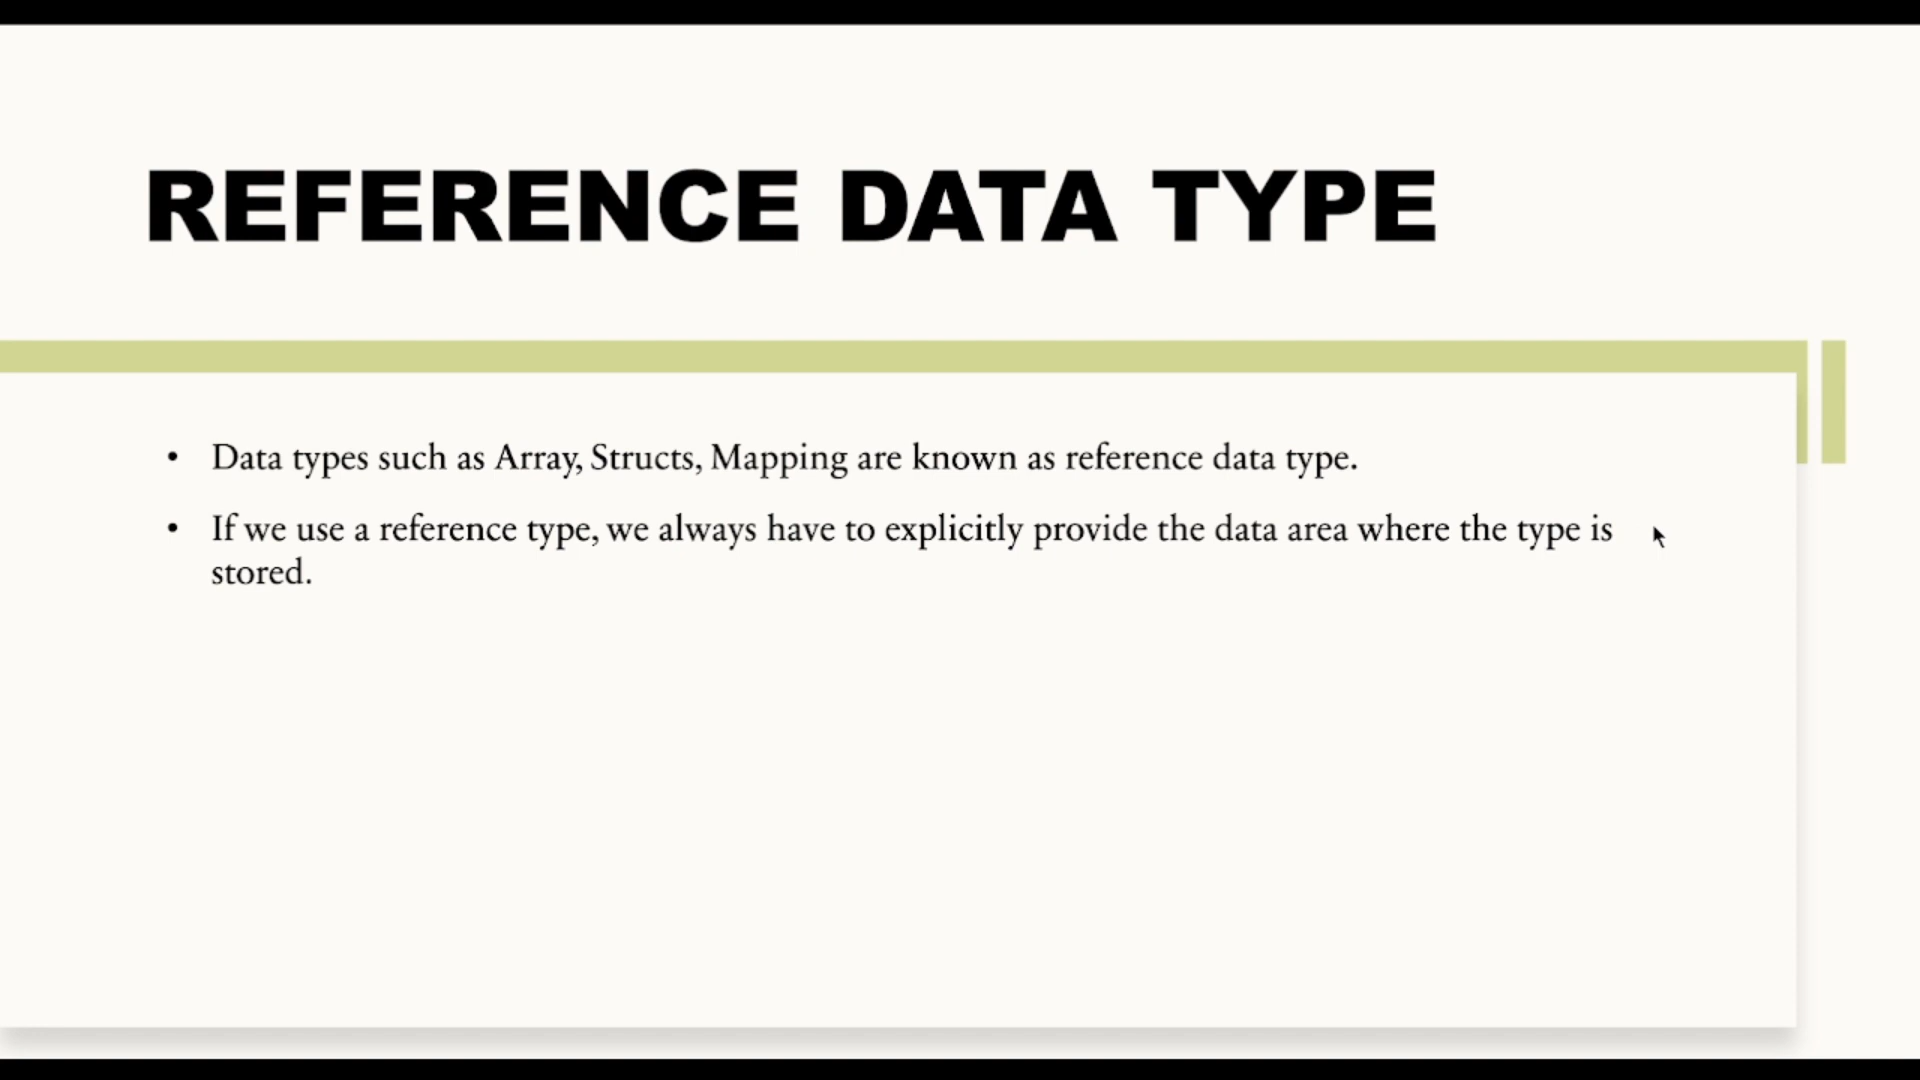 REFERENCE DATA TYPE
• Data types such as Array, Structs, Mapping are known as reference data type.
• If we use a reference type, we always have to explicitly provide the data area where the type is
stored.